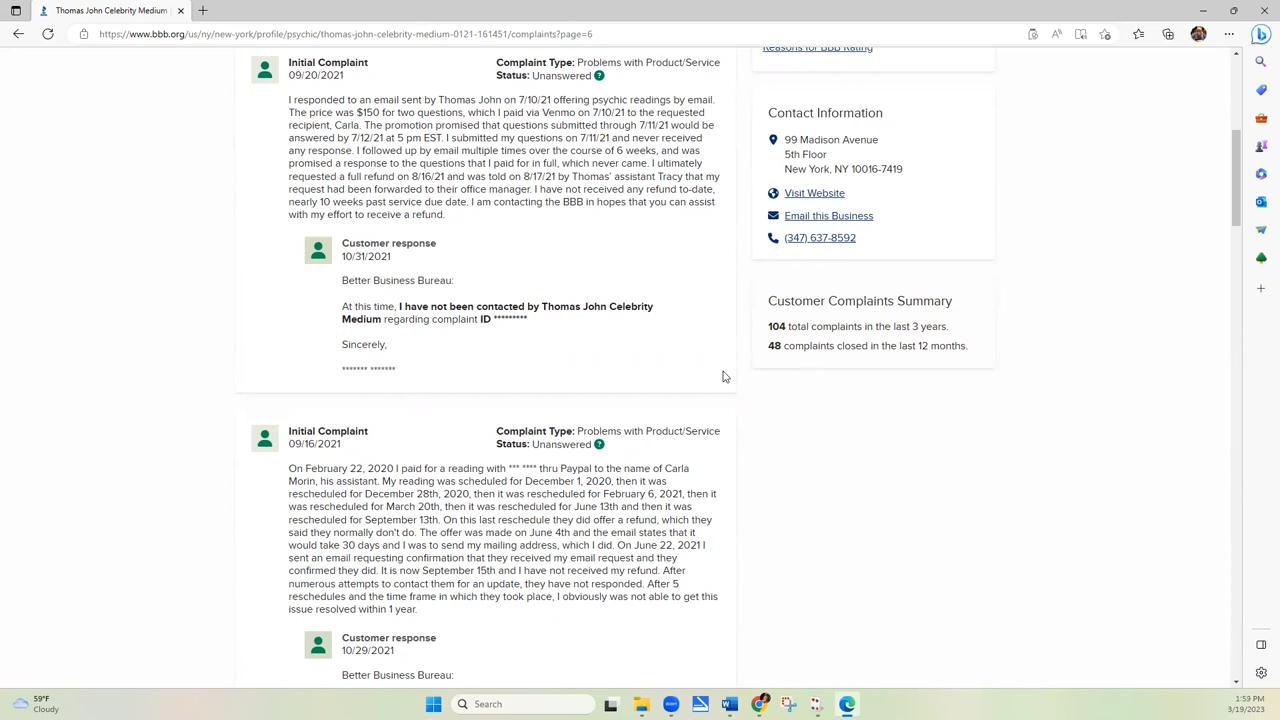 Thomas John Celebrity Medium |
https://www.bbb.org/us/ny/new-york/profile/psychic/thomas-john-celebrity-medium-0121-161451/complaints?page=6
Reasons for BBB Rating
Initial Complaint
09/20/2021
Complaint Type: Problems with Product/Service
Status: Unanswered ?
I responded to an email sent by Thomas John on 7/10/21 offering psychic readings by email.
The price was $150 for two questions, which I paid via Venmo on 7/10/21 to the requested
recipient, Carla. The promotion promised that questions submitted through 7/11/21 would be
answered by 7/12/21 at 5 pm EST. I submitted my questions on 7/11/21 and never received
any response. I followed up by email multiple times over the course of 6 weeks, and was
promised a response to the questions that I paid for in full, which never came. I ultimately
requested a full refund on 8/16/21 and was told on 8/17/21 by Thomas' assistant Tracy that my
request had been forwarded to their office manager. I have not received any refund to-date,
nearly 10 weeks past service due date. I am contacting the BBB in hopes that you can assist
with my effort to receive a refund.
Customer response
10/31/2021
Better Business Bureau:
At this time, I have not been contacted by Thomas John Celebrity
Medium regarding complaint ID *********
Sincerely,
******* *******
Initial Complaint
09/16/2021
Complaint Type: Problems with Product/Service
Status: Unanswered ?
On February 22, 2020 I paid for a reading with *** **** thru Paypal to the name of Carla
Morin, his assistant. My reading was scheduled for December 1, 2020, then it was
rescheduled for December 28th, 2020, then it was rescheduled for February 6, 2021, then it
was rescheduled for March 20th, then it was rescheduled for June 13th and then it was
rescheduled for September 13th. On this last reschedule they did offer a refund, which they
said they normally don't do. The offer was made on June 4th and the email states that it
would take 30 days and I was to send my mailing address, which I did. On June 22, 2021 I
sent an email requesting confirmation that they received my email request and they
confirmed they did. It is now September 15th and I have not received my refund. After
numerous attempts to contact them for an update, they have not responded. After 5
reschedules and the time frame in which they took place, I obviously was not able to get this
issue resolved within 1 year.
Customer response
10/29/2021
Better Business Bureau:
Contact Information
99 Madison Avenue
5th Floor
New York, NY 10016-7419
Visit Website
Email this Business
(347) 637-8592
Customer Complaints Summary
104 total complaints in the last 3 years.
48 complaints closed in the last 12 months.
59°F
Cloudy
Search
1:59 PM
3/19/2023